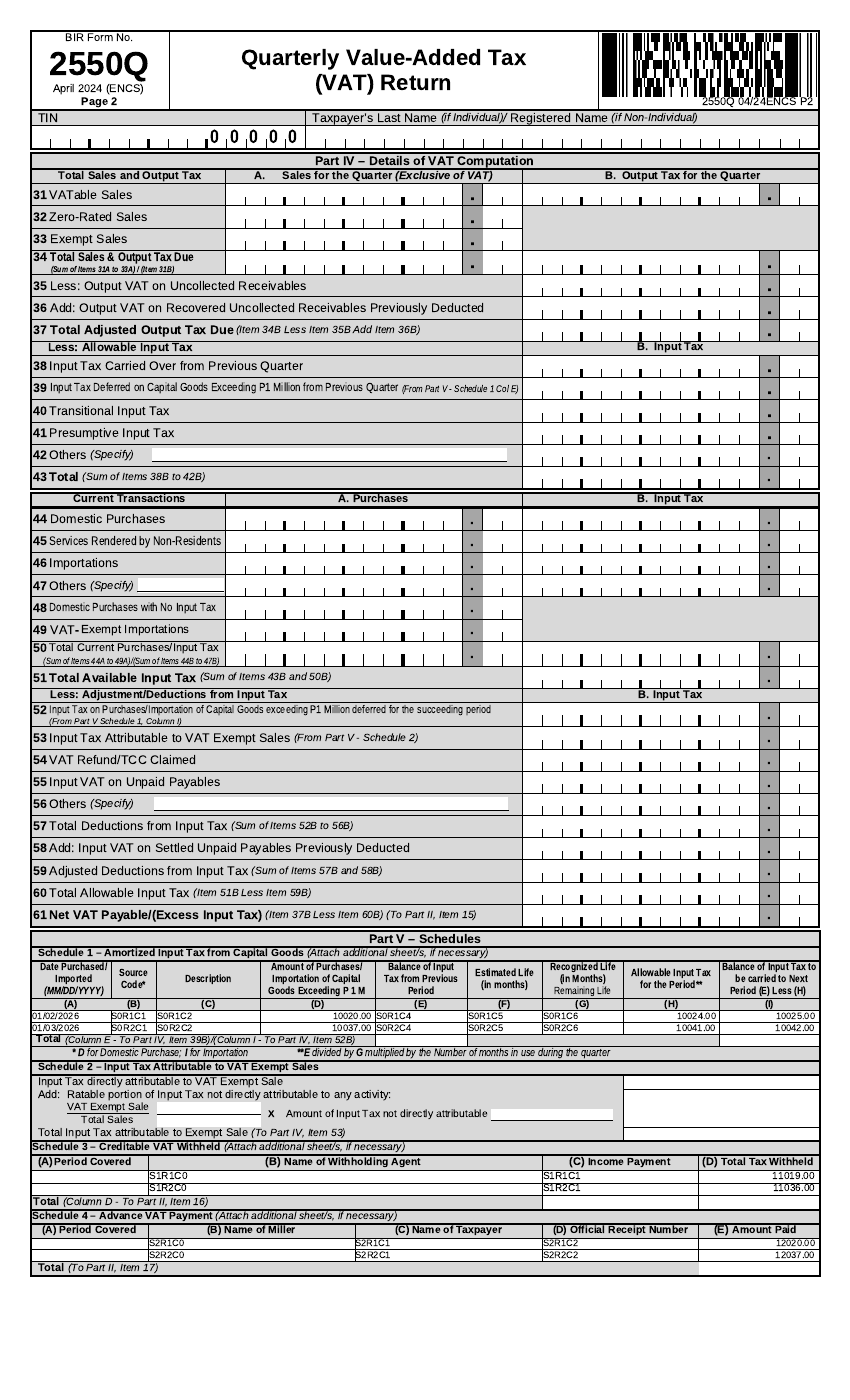 BIR Form No.
2550Q
April 2024 (ENCS)
Page 2
Quarterly Value-Added Tax
(VAT) Return
2550Q 04/24ENCS P2
TIN
Taxpayer's Last Name (if Individual)/ Registered Name (if Non-Individual)
0 0 0 0 0
Part IV – Details of VAT Computation
Total Sales and Output Tax A. Sales for the Quarter (Exclusive of VAT) B. Output Tax for the Quarter
31 VATable Sales . .
32 Zero-Rated Sales .
33 Exempt Sales .
34 Total Sales & Output Tax Due . .
(Sum of Items 31A to 33A) / (Item 31B)
35 Less: Output VAT on Uncollected Receivables .
36 Add: Output VAT on Recovered Uncollected Receivables Previously Deducted .
37 Total Adjusted Output Tax Due (Item 34B Less Item 35B Add Item 36B) .
Less: Allowable Input Tax B. Input Tax
38 Input Tax Carried Over from Previous Quarter .
39 Input Tax Deferred on Capital Goods Exceeding P1 Million from Previous Quarter (From Part V - Schedule 1 Col E) .
40 Transitional Input Tax .
41 Presumptive Input Tax .
42 Others (Specify) .
43 Total (Sum of Items 38B to 42B) .
Current Transactions A. Purchases B. Input Tax
44 Domestic Purchases . .
45 Services Rendered by Non-Residents . .
46 Importations . .
47 Others (Specify) . .
48 Domestic Purchases with No Input Tax .
49 VAT-Exempt Importations .
50 Total Current Purchases/Input Tax . .
(Sum of Items 44A to 49A)/(Sum of Items 44B to 47B)
51 Total Available Input Tax (Sum of Items 43B and 50B) .
Less: Adjustment/Deductions from Input Tax B. Input Tax
52 Input Tax on Purchases/Importation of Capital Goods exceeding P1 Million deferred for the succeeding period .
(From Part V Schedule 1, Column I)
53 Input Tax Attributable to VAT Exempt Sales (From Part V - Schedule 2) .
54 VAT Refund/TCC Claimed .
55 Input VAT on Unpaid Payables .
56 Others (Specify) .
57 Total Deductions from Input Tax (Sum of Items 52B to 56B) .
58 Add: Input VAT on Settled Unpaid Payables Previously Deducted .
59 Adjusted Deductions from Input Tax (Sum of Items 57B and 58B) .
60 Total Allowable Input Tax (Item 51B Less Item 59B) .
61 Net VAT Payable/(Excess Input Tax) (Item 37B Less Item 60B) (To Part II, Item 15) .
Part V – Schedules
Schedule 1 – Amortized Input Tax from Capital Goods (Attach additional sheet/s, if necessary)
Date Purchased/ Imported (MM/DD/YYYY) Source Code* Description Amount of Purchases/ Importation of Capital Goods Exceeding P 1 M Balance of Input Tax from Previous Period Estimated Life (in months) Recognized Life (in Months) Remaining Life Allowable Input Tax for the Period** Balance of Input Tax to be carried to Next Period (E) Less (H)
(A) (B) (C) (D) (E) (F) (G) (H) (I)
01/02/2026 S0R1C1 S0R1C2 10020.00 S0R1C4 S0R1C5 S0R1C6 10024.00 10025.00
01/03/2026 S0R2C1 S0R2C2 10037.00 S0R2C4 S0R2C5 S0R2C6 10041.00 10042.00
Total (Column E - To Part IV, Item 39B)/(Column I - To Part IV, Item 52B)
* D for Domestic Purchase; I for Importation **E divided by G multiplied by the Number of months in use during the quarter
Schedule 2 – Input Tax Attributable to VAT Exempt Sales
Input Tax directly attributable to VAT Exempt Sale
Add: Ratable portion of Input Tax not directly attributable to any activity:
VAT Exempt Sale
X Amount of Input Tax not directly attributable
Total Sales
Total Input Tax attributable to Exempt Sale (To Part IV, Item 53)
Schedule 3 – Creditable VAT Withheld (Attach additional sheet/s, if necessary)
(A)Period Covered (B) Name of Withholding Agent (C) Income Payment (D) Total Tax Withheld
S1R1C0 S1R1C1 11019.00
S1R2C0 S1R2C1 11036.00
Total (Column D - To Part II, Item 16)
Schedule 4 – Advance VAT Payment (Attach additional sheet/s, if necessary)
(A) Period Covered (B) Name of Miller (C) Name of Taxpayer (D) Official Receipt Number (E) Amount Paid
S2R1C0 S2R1C1 S2R1C2 12020.00
S2R2C0 S2R2C1 S2R2C2 12037.00
Total (To Part II, Item 17)